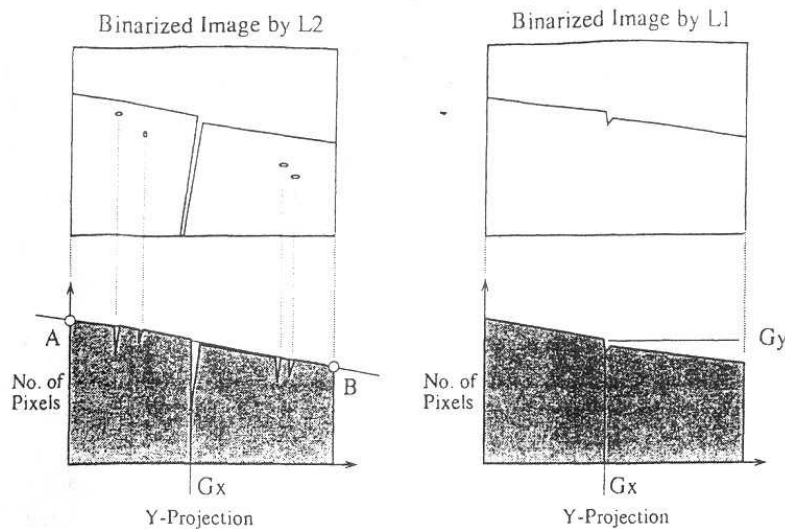 Binarized Image by L2
Binarized Image by L1
A
B
No. of
Pixels
Gx
Y-Projection
Gy
No. of
Pixels
Gx
Y-Projection